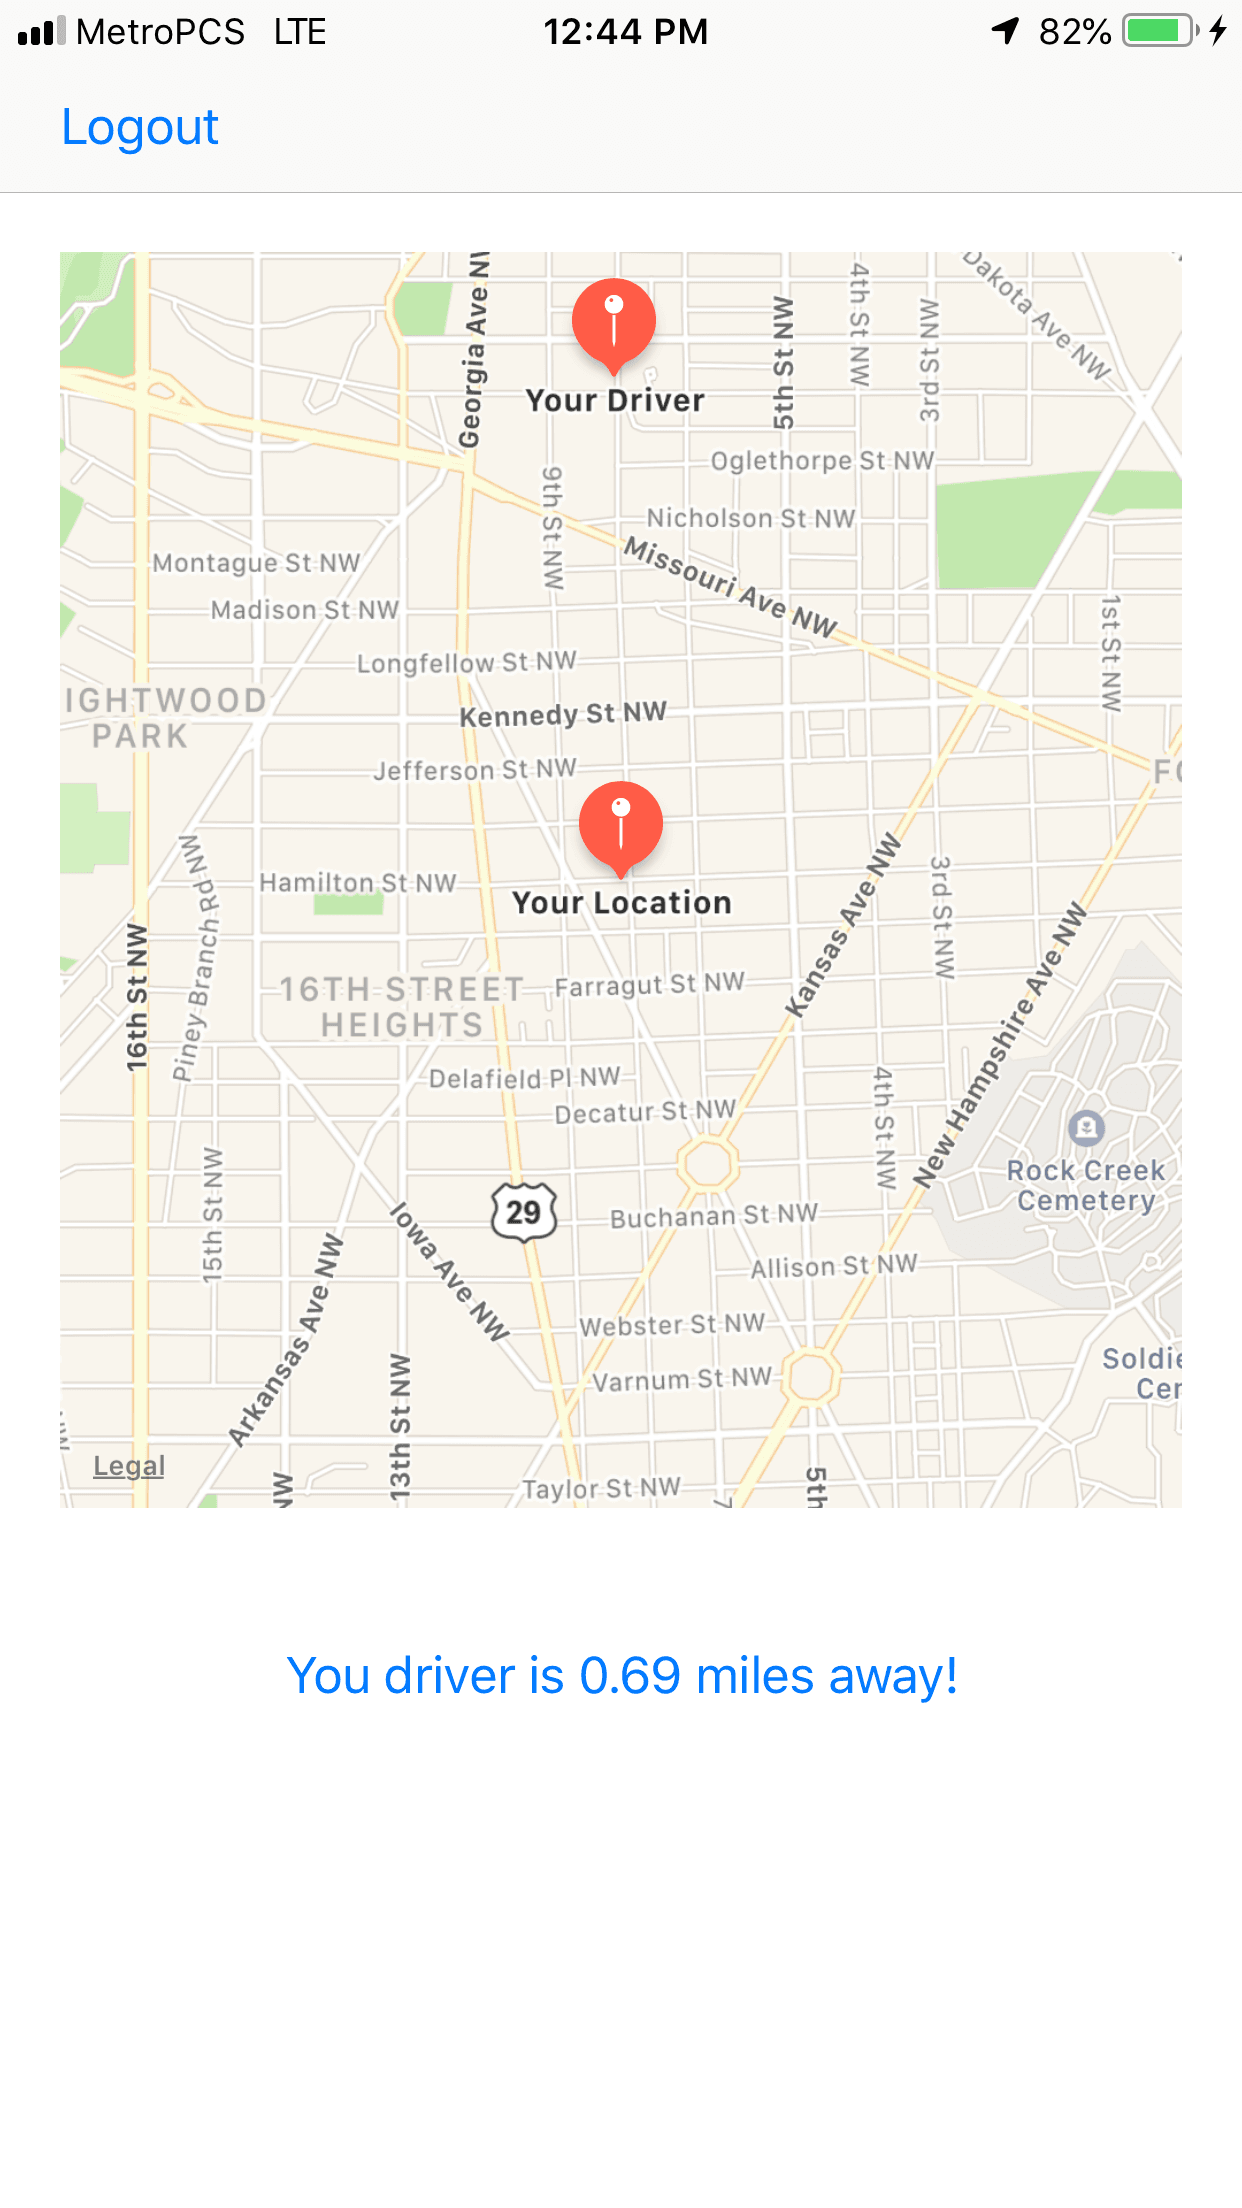 MetroPCS LTE 12:44 PM 82%
Logout
Georgia Ave N
5th St NW
4th St NW
3rd St NW
Dakota Ave NW
Your Driver
Oglethorpe St NW
9th St NW
Nicholson St NW
Missouri Ave NW
Montague St NW
Madison St NW
1st St NW
Longfellow St NW
IGHTWOOD
PARK
Kennedy St NW
Jefferson St NW
FO
Piney Branch Rd NW
Hamilton St NW
Your Location
Kansas Ave NW
3rd St NW
New Hampshire Ave NW
16th St NW
16TH STREET
HEIGHTS
Farragut St NW
Delafield Pl NW
Decatur St NW
4th St NW
Rock Creek
Cemetery
15th St NW
29
Iowa Ave NW
Buchanan St NW
Allison St NW
Arkansas Ave NW
Webster St NW
Soldie
Cer
13th St NW
Varnum St NW
Legal
NW
Taylor St NW
7
5th
You driver is 0.69 miles away!